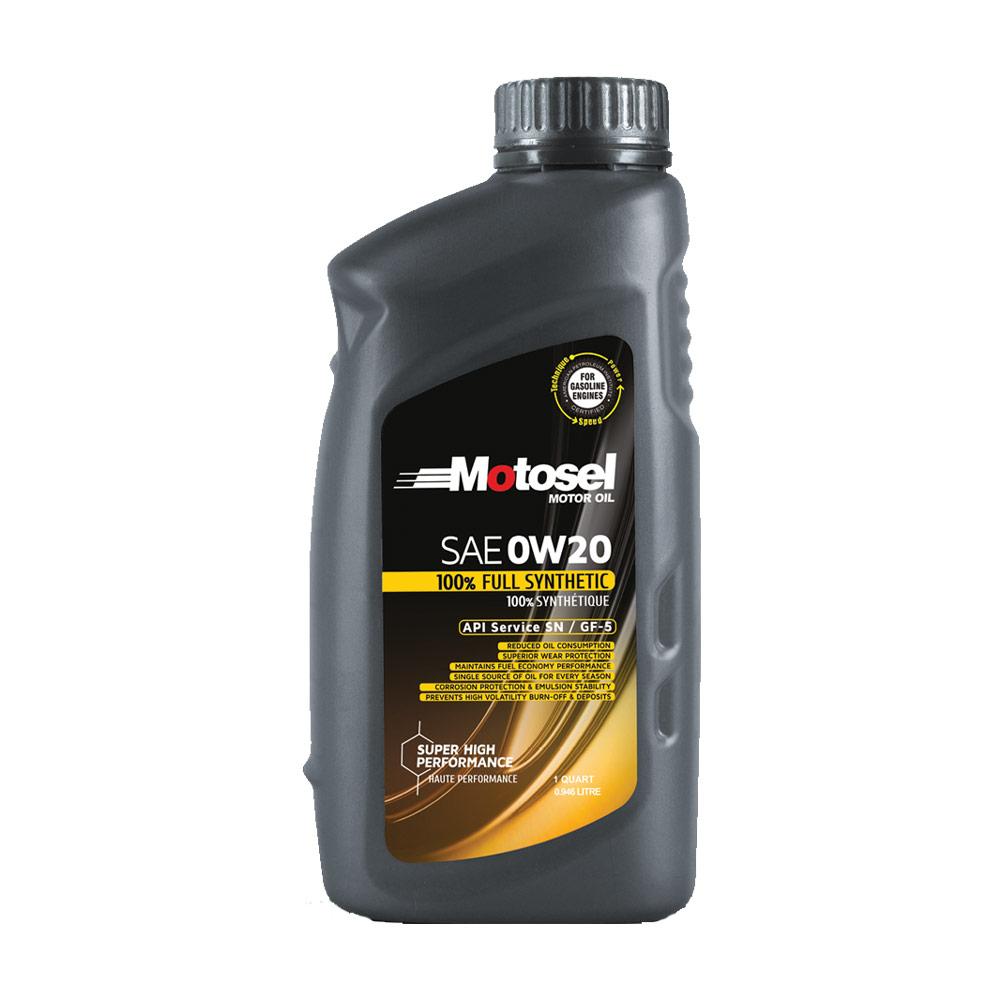 Technique
Power
Speed
AMERICAN PETROLEUM INSTITUTE
FOR
GASOLINE
ENGINES
CERTIFIED
Motosel
MOTOR OIL
SAE 0W20
100% FULL SYNTHETIC
100% SYNTHÉTIQUE
API Service SN / GF-5
REDUCED OIL CONSUMPTION
SUPERIOR WEAR PROTECTION
MAINTAINS FUEL ECONOMY PERFORMANCE
SINGLE SOURCE OF OIL FOR EVERY SEASON
CORROSION PROTECTION & EMULSION STABILITY
PREVENTS HIGH VOLATILITY BURN-OFF & DEPOSITS
SUPER HIGH
PERFORMANCE
HAUTE PERFORMANCE
1 QUART
0.946 LITRE